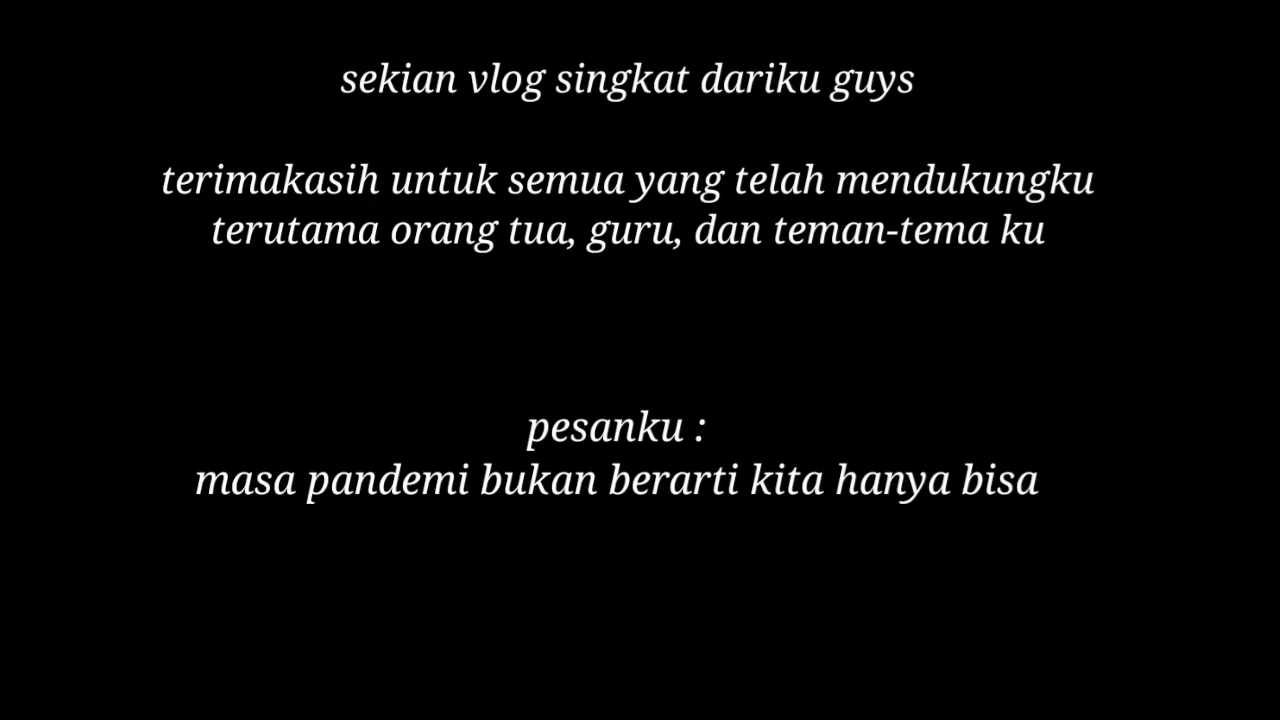 sekian vlog singkat dariku guys
terimakasih untuk semua yang telah mendukungku
terutama orang tua, guru, dan teman-tema ku
pesanku :
masa pandemi bukan berarti kita hanya bisa